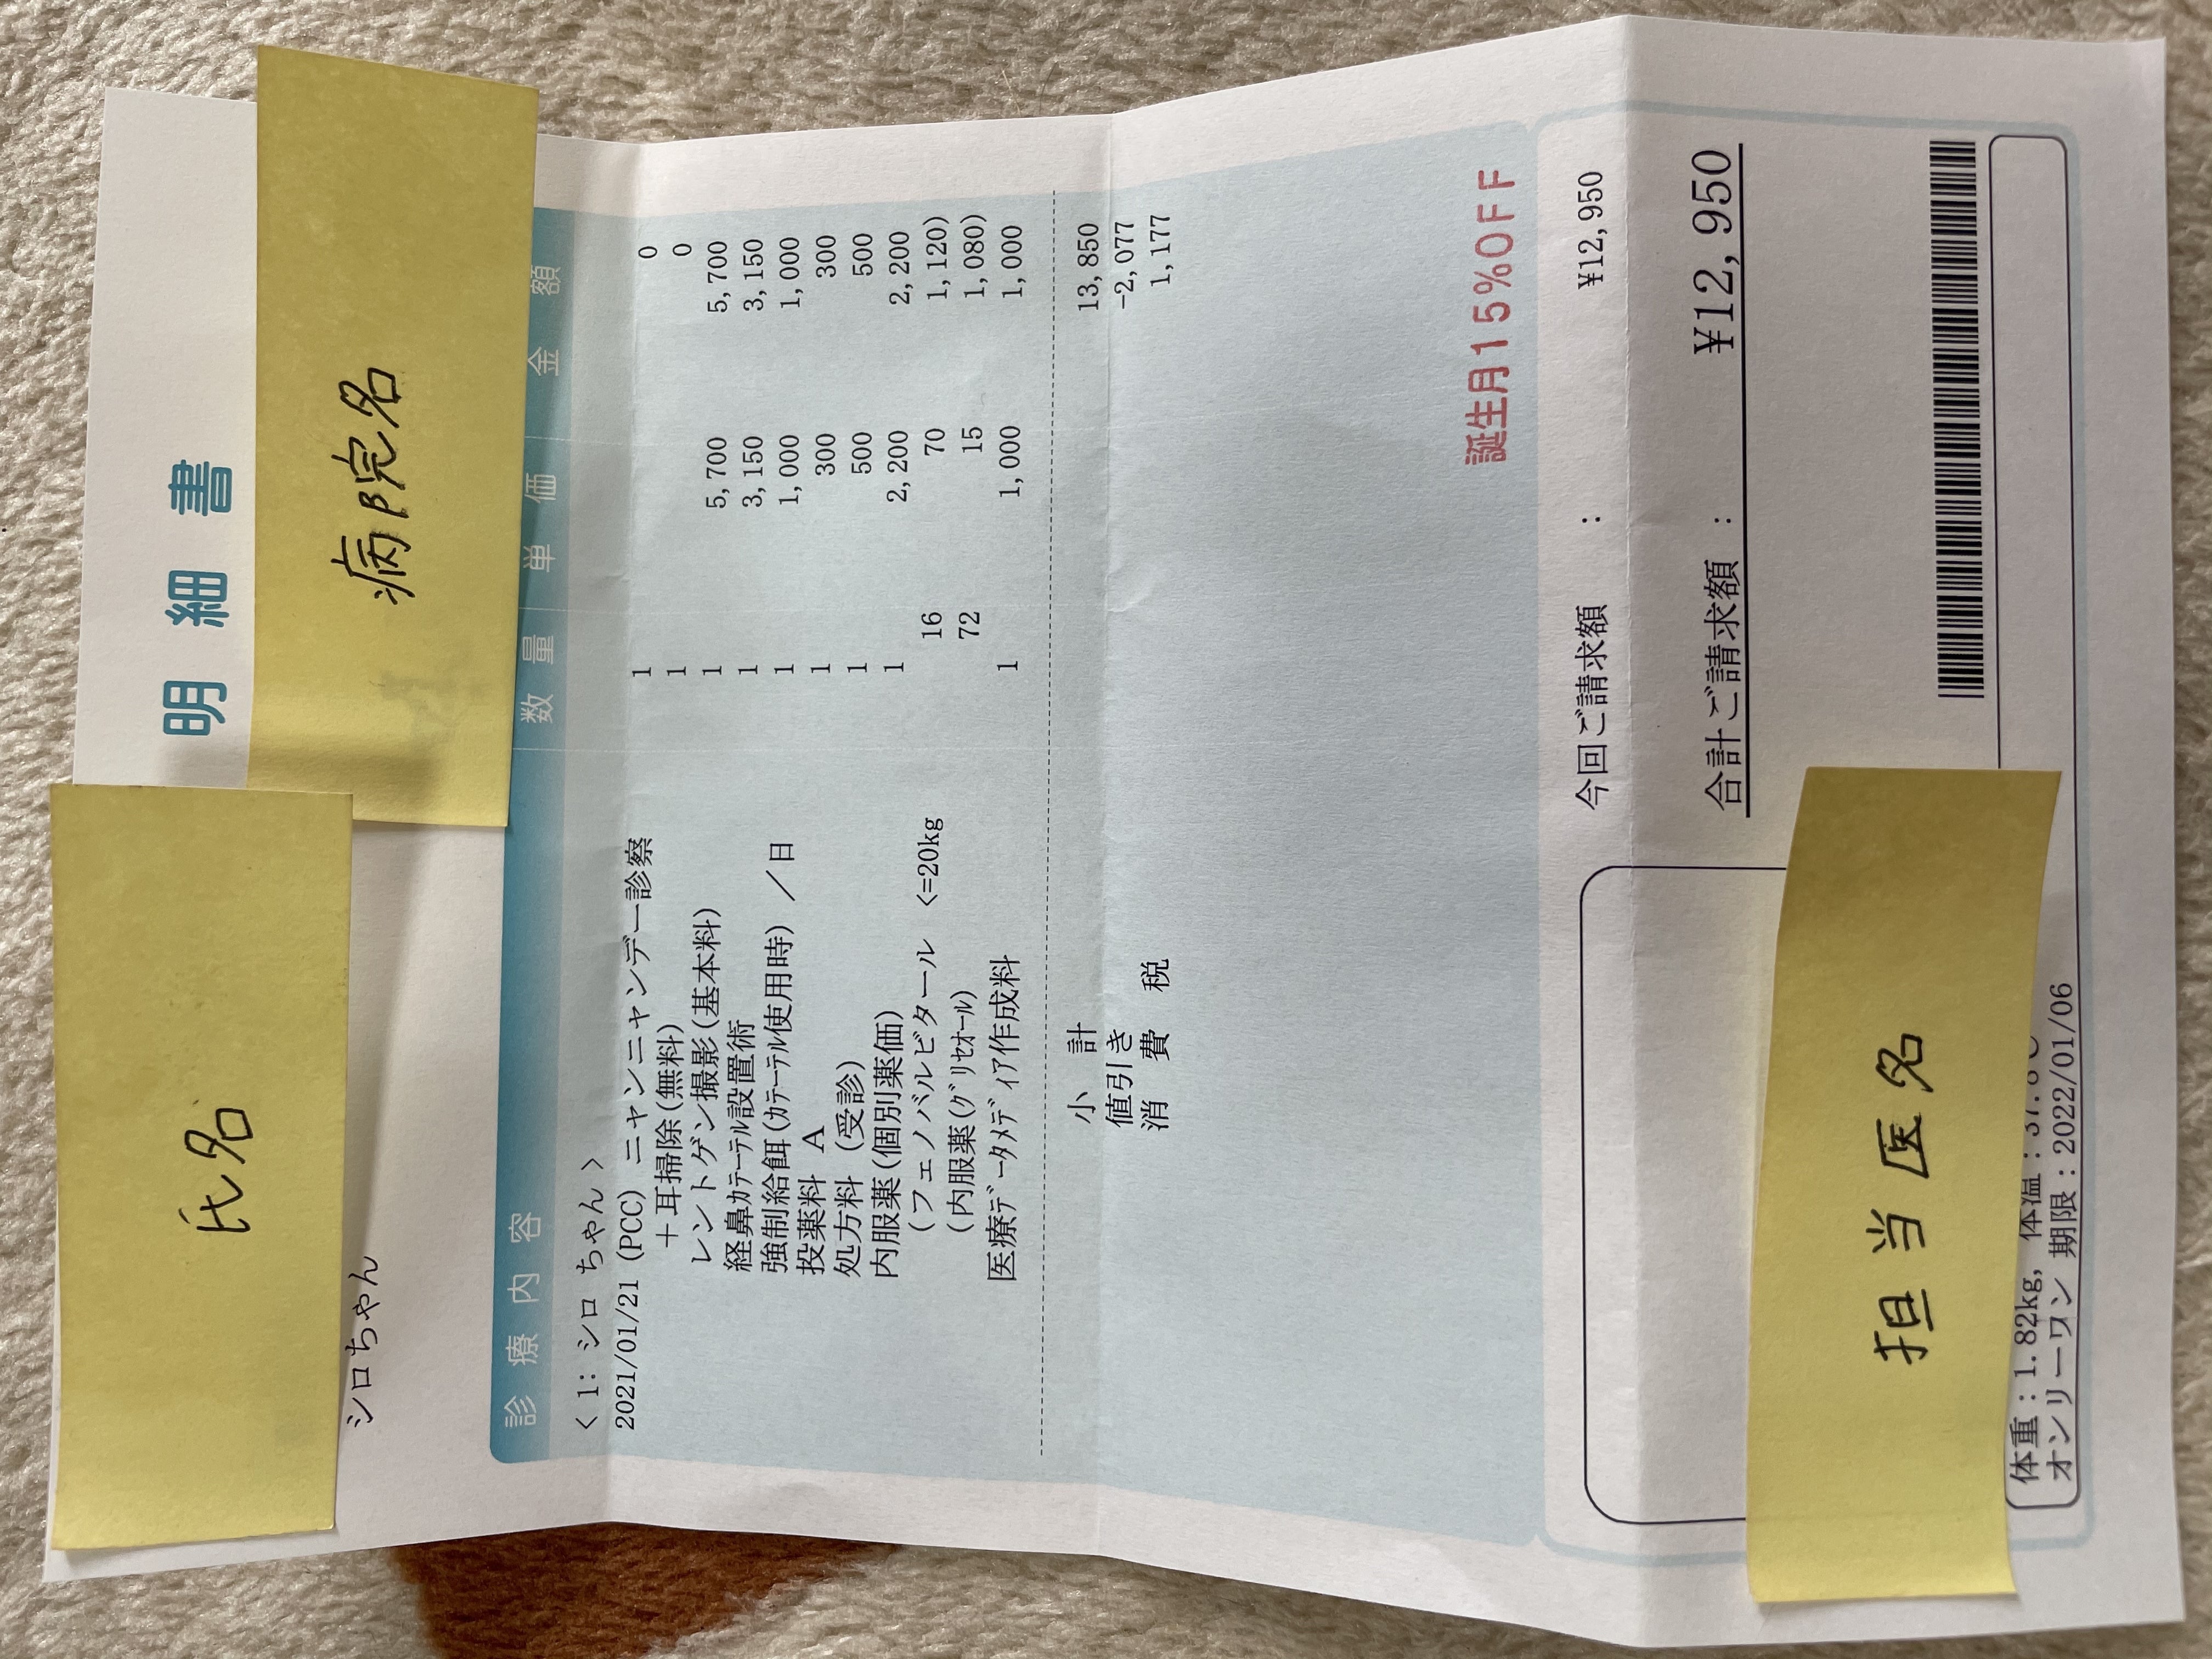 明細書
氏名
病院名
シロちゃん
診療内容 数量 単価 金額
＜1: シロ ちゃん＞
2021/01/21 (PCC) ニャンニャンデー診察 1 0
＋耳掃除(無料) 1 0
レントゲン撮影(基本料) 1 5,700 5,700
経鼻ｶﾃｰﾃﾙ設置術 1 3,150 3,150
強制給餌(ｶﾃｰﾃﾙ使用時)／日 1 1,000 1,000
投薬料 A 1 300 300
処方料 (受診) 1 500 500
内服薬(個別薬価) 1 2,200 2,200
(フェノバルビタール <=20kg 16 70 1,120)
(内服薬(ｸﾞﾘｾｵｰﾙ) 72 15 1,080)
医療ﾃﾞｰﾀﾒﾃﾞｨｱ作成料 1 1,000 1,000
小計 13,850
値引き -2,077
消費税 1,177
誕生月15%OFF
今回ご請求額 : ¥12,950
合計ご請求額 : ¥12,950
担当医名
体重:1.82kg, 体温:37.8℃
オンリーワン 期限:2022/01/06